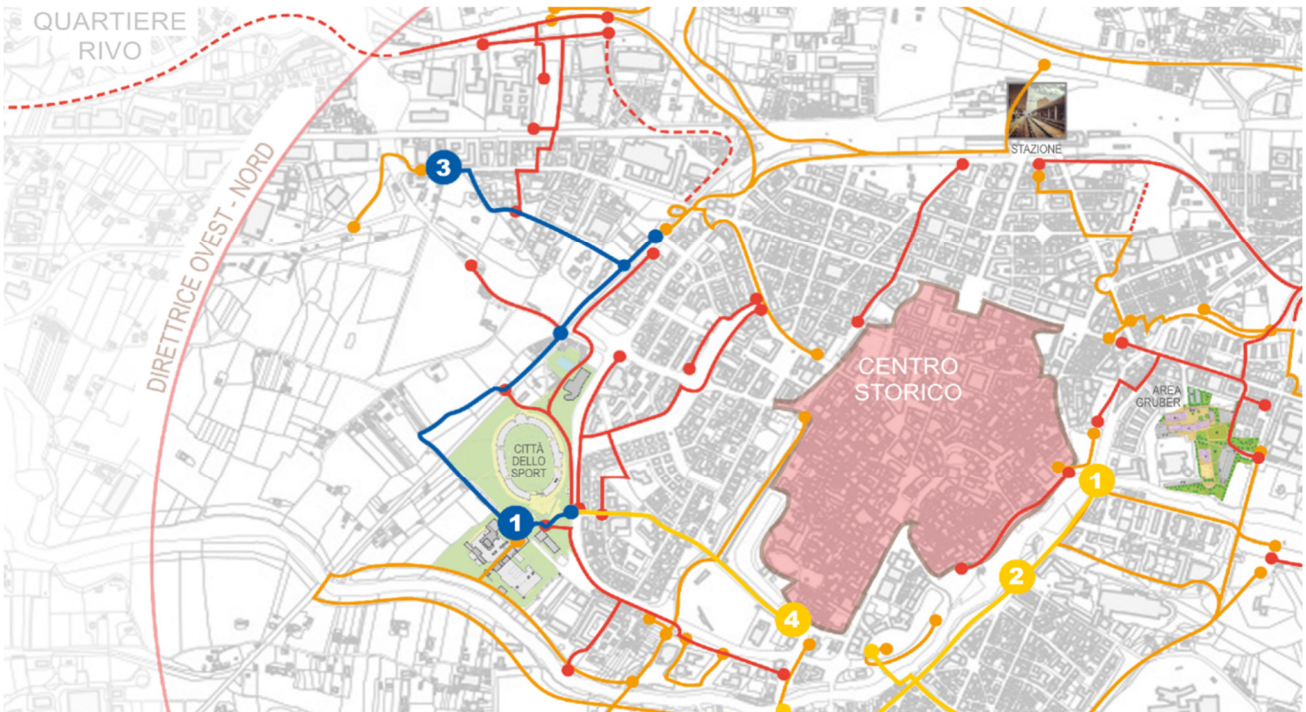 QUARTIERE
RIVO
DIRETTRICE OVEST - NORD
3
STAZIONE
CENTRO
STORICO
AREA
GRUBER
CITTÀ
DELLO
SPORT
1
1
2
4